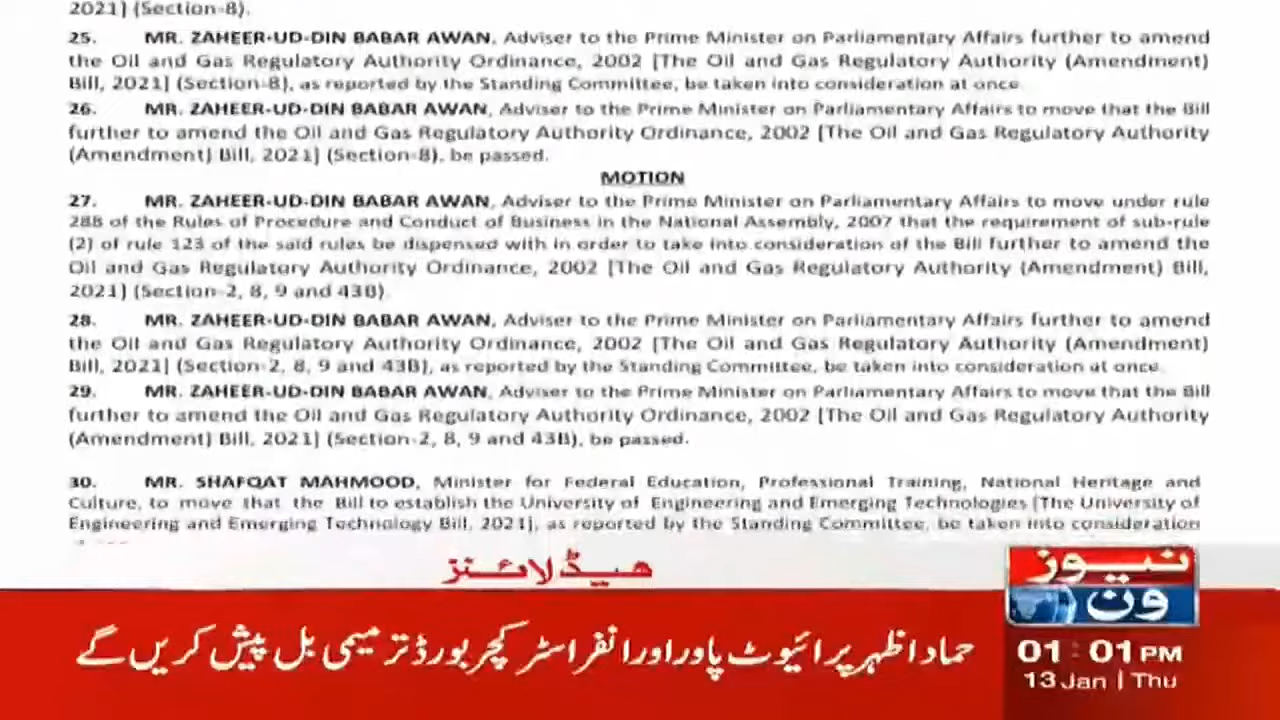 2021] (Section-8).
25. MR. ZAHEER-UD-DIN BABAR AWAN, Adviser to the Prime Minister on Parliamentary Affairs further to amend
the Oil and Gas Regulatory Authority Ordinance, 2002 [The Oil and Gas Regulatory Authority (Amendment)
Bill, 2021] (Section-8), as reported by the Standing Committee, be taken into consideration at once.
26. MR. ZAHEER-UD-DIN BABAR AWAN, Adviser to the Prime Minister on Parliamentary Affairs to move that the Bill
further to amend the Oil and Gas Regulatory Authority Ordinance, 2002 [The Oil and Gas Regulatory Authority
(Amendment) Bill, 2021] (Section-8), be passed.
MOTION
27. MR. ZAHEER-UD-DIN BABAR AWAN, Adviser to the Prime Minister on Parliamentary Affairs to move under rule
288 of the Rules of Procedure and Conduct of Business in the National Assembly, 2007 that the requirement of sub-rule
(2) of rule 123 of the said rules be dispensed with in order to take into consideration of the Bill further to amend the
Oil and Gas Regulatory Authority Ordinance, 2002 [The Oil and Gas Regulatory Authority (Amendment) Bill,
2021] (Section-2, 8, 9 and 43B).
28. MR. ZAHEER-UD-DIN BABAR AWAN, Adviser to the Prime Minister on Parliamentary Affairs further to amend
the Oil and Gas Regulatory Authority Ordinance, 2002 [The Oil and Gas Regulatory Authority (Amendment)
Bill, 2021] (Section-2, 8, 9 and 43B), as reported by the Standing Committee, be taken into consideration at once.
29. MR. ZAHEER-UD-DIN BABAR AWAN, Adviser to the Prime Minister on Parliamentary Affairs to move that the Bill
further to amend the Oil and Gas Regulatory Authority Ordinance, 2002 [The Oil and Gas Regulatory Authority
(Amendment) Bill, 2021] (Section-2, 8, 9 and 43B), be passed.
30. MR. SHAFQAT MAHMOOD, Minister for Federal Education, Professional Training, National Heritage and
Culture, to move that the Bill to establish the University of Engineering and Emerging Technologies [The University of
Engineering and Emerging Technology Bill, 2021], as reported by the Standing Committee, be taken into consideration
ہیڈلائنز
نیوز
ون
حماد اظہر پرائیوٹ پاور اور انفراسٹرکچر بورڈ ترمیمی بل پیش کریں گے
01:01 PM
13 Jan | Thu